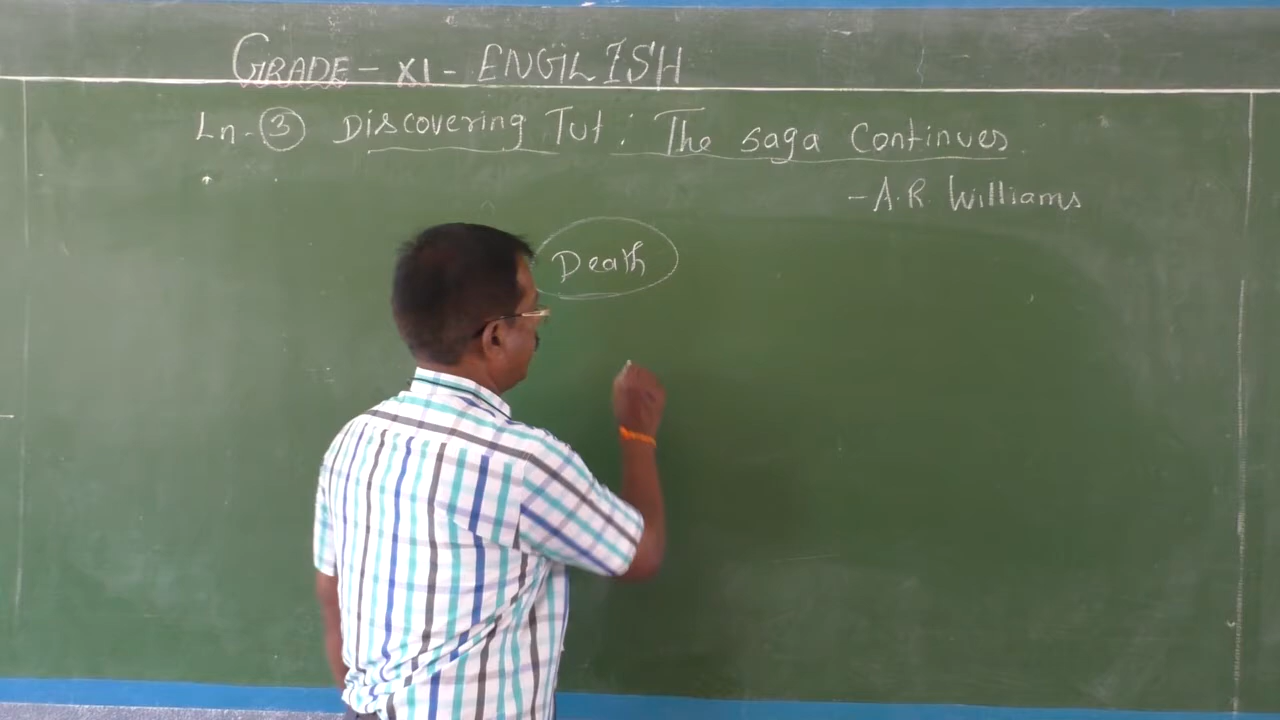 GRADE - XI - ENGLISH
Ln. 3 Discovering Tut : The saga Continues
- A.R. Williams
Death